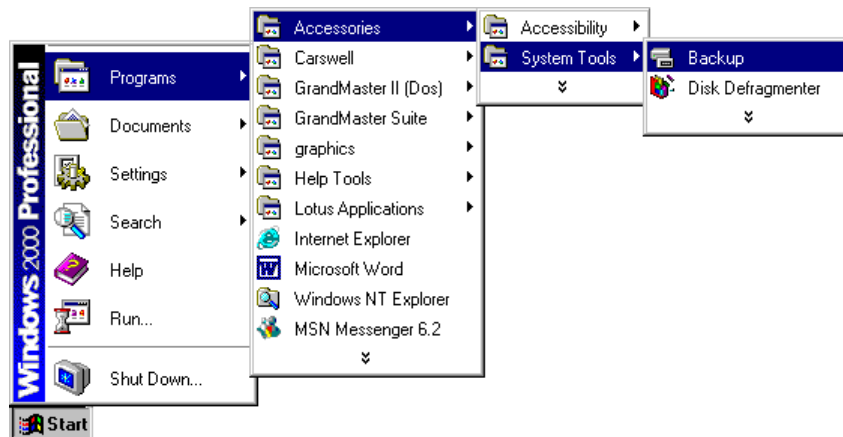 Windows 2000 Professional
Programs
Documents
Settings
Search
Help
Run...
Shut Down...
Start
Accessories
Carswell
GrandMaster II (Dos)
GrandMaster Suite
graphics
Help Tools
Lotus Applications
Internet Explorer
Microsoft Word
Windows NT Explorer
MSN Messenger 6.2
Accessibility
System Tools
Backup
Disk Defragmenter